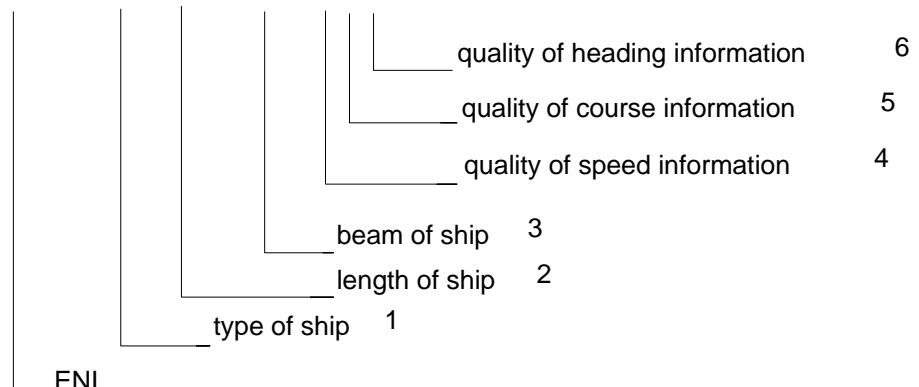 quality of heading information 6
quality of course information 5
quality of speed information 4
beam of ship 3
length of ship 2
type of ship 1
ENI